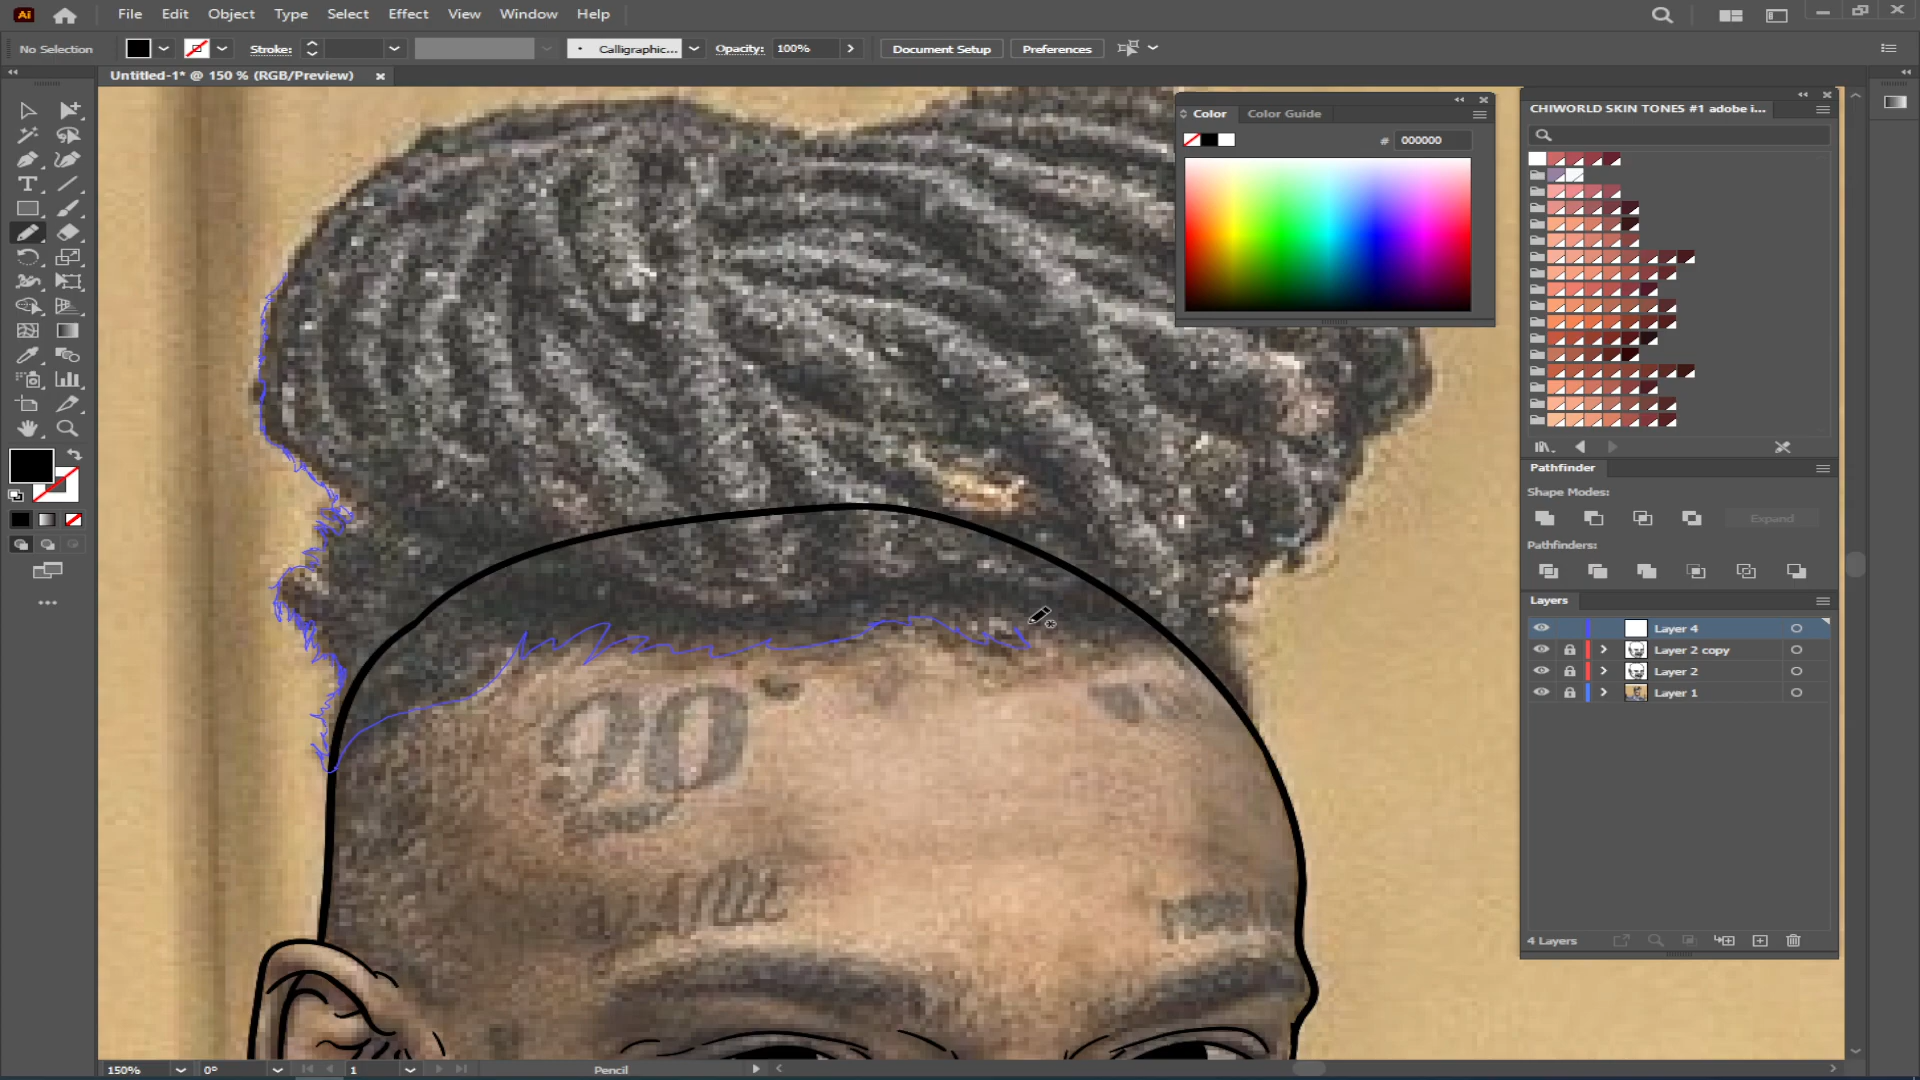 Ai File Edit Object Type Select Effect View Window Help
No Selection Stroke: Calligraphic... Opacity: 100% Document Setup Preferences
Untitled-1* @ 150 % (RGB/Preview)
Color Color Guide
# 000000
CHIWORLD SKIN TONES #1 adobe i...
Pathfinder
Shape Modes:
Expand
Pathfinders:
Layers
Layer 4
Layer 2 copy
Layer 2
Layer 1
4 Layers
150% 0° 1 Pencil